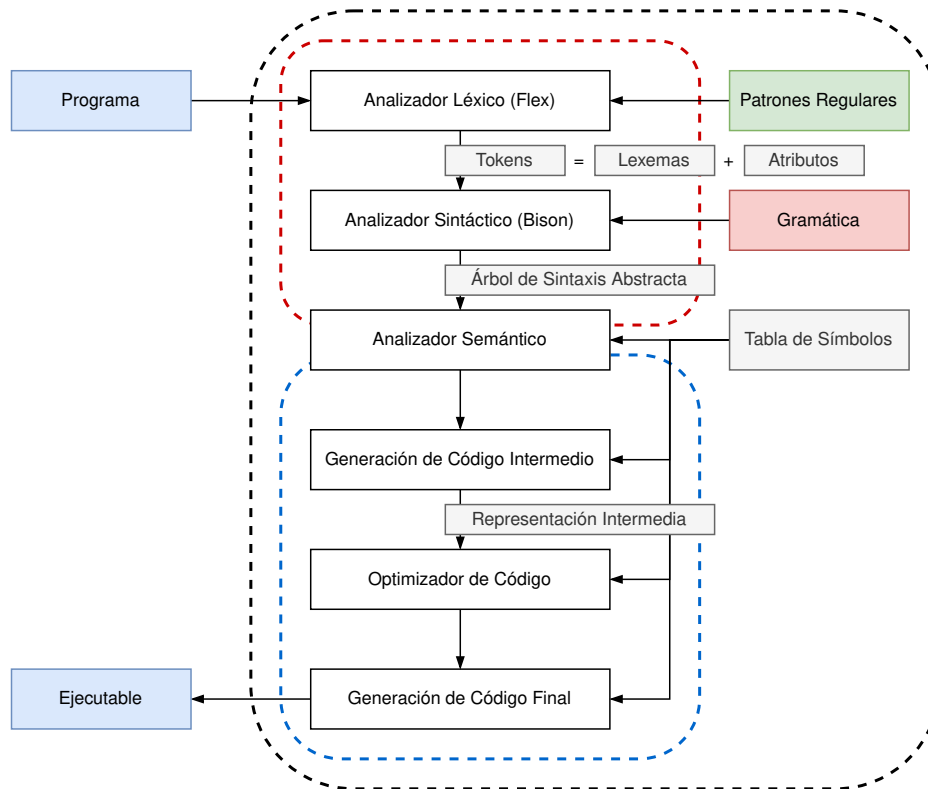 Programa
Analizador Léxico (Flex)
Patrones Regulares
Tokens = Lexemas + Atributos
Analizador Sintáctico (Bison)
Gramática
Árbol de Sintaxis Abstracta
Analizador Semántico
Tabla de Símbolos
Generación de Código Intermedio
Representación Intermedia
Optimizador de Código
Ejecutable
Generación de Código Final